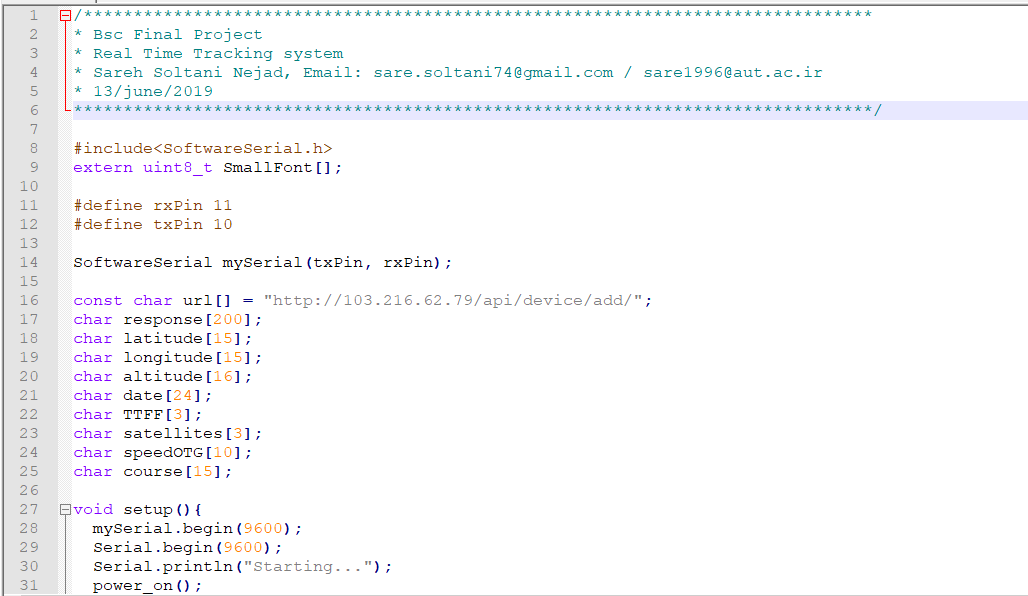 1 /********************************************************************************
2 * Bsc Final Project
3 * Real Time Tracking system
4 * Sareh Soltani Nejad, Email: sare.soltani74@gmail.com / sare1996@aut.ac.ir
5 * 13/june/2019
6 ********************************************************************************/
7
8 #include<SoftwareSerial.h>
9 extern uint8_t SmallFont[];
10
11 #define rxPin 11
12 #define txPin 10
13
14 SoftwareSerial mySerial(txPin, rxPin);
15
16 const char url[] = "http://103.216.62.79/api/device/add/";
17 char response[200];
18 char latitude[15];
19 char longitude[15];
20 char altitude[16];
21 char date[24];
22 char TTFF[3];
23 char satellites[3];
24 char speedOTG[10];
25 char course[15];
26
27 void setup(){
28 mySerial.begin(9600);
29 Serial.begin(9600);
30 Serial.println("Starting...");
31 power_on();